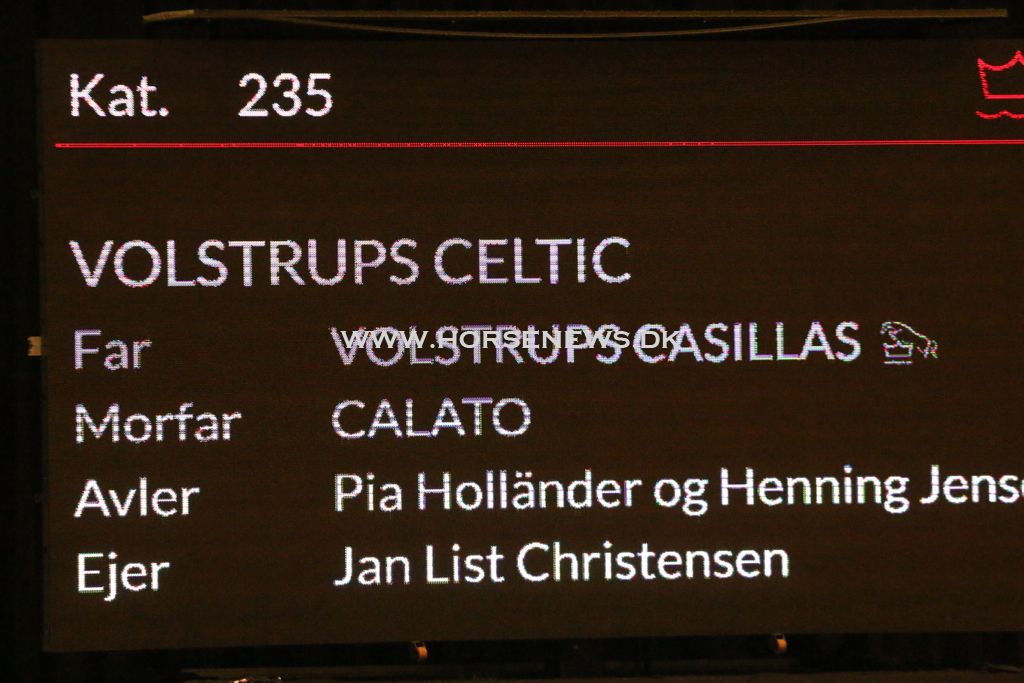 Kat. 235
VOLSTRUPS CELTIC
Far VOLSTRUPS CASILLAS
WWW.HORSENEWS.DK
Morfar CALATO
Avler Pia Holländer og Henning
Ejer Jan List Christensen